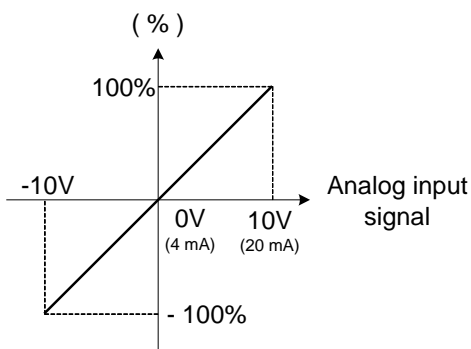 ( % )
100%
-10V
Analog input
signal
0V
10V
(4 mA)
(20 mA)
- 100%